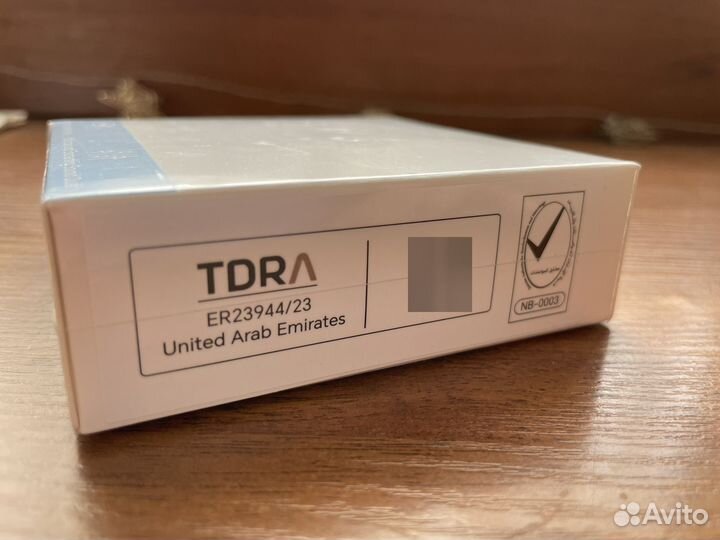 TDRA
ER23944/23
United Arab Emirates
NB-0003
Avito